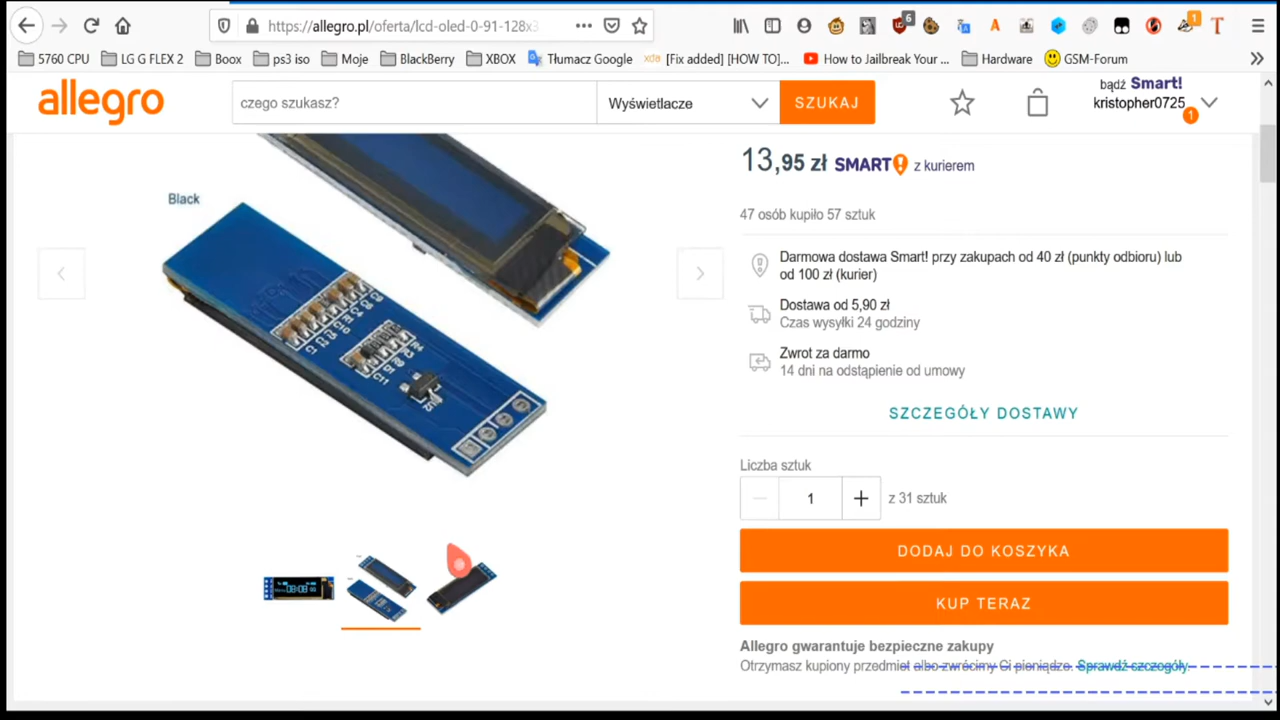 https://allegro.pl/oferta/lcd-oled-0-91-128x3
6
1
5760 CPU
LG G FLEX 2
Boox
ps3 iso
Moje
BlackBerry
XBOX
Tłumacz Google
xda
[Fix added] [HOW TO]...
How to Jailbreak Your ...
Hardware
GSM-Forum
allegro
czego szukasz?
Wyświetlacze
SZUKAJ
bądź Smart!
kristopher0725
1
Black
13,95 zł SMART! z kurierem
47 osób kupiło 57 sztuk
Darmowa dostawa Smart! przy zakupach od 40 zł (punkty odbioru) lub
od 100 zł (kurier)
Dostawa od 5,90 zł
Czas wysyłki 24 godziny
Zwrot za darmo
14 dni na odstąpienie od umowy
SZCZEGÓŁY DOSTAWY
Liczba sztuk
1
z 31 sztuk
DODAJ DO KOSZYKA
KUP TERAZ
Allegro gwarantuje bezpieczne zakupy
Otrzymasz kupiony przedmiot albo zwrócimy Ci pieniądze. Sprawdź szczegóły.